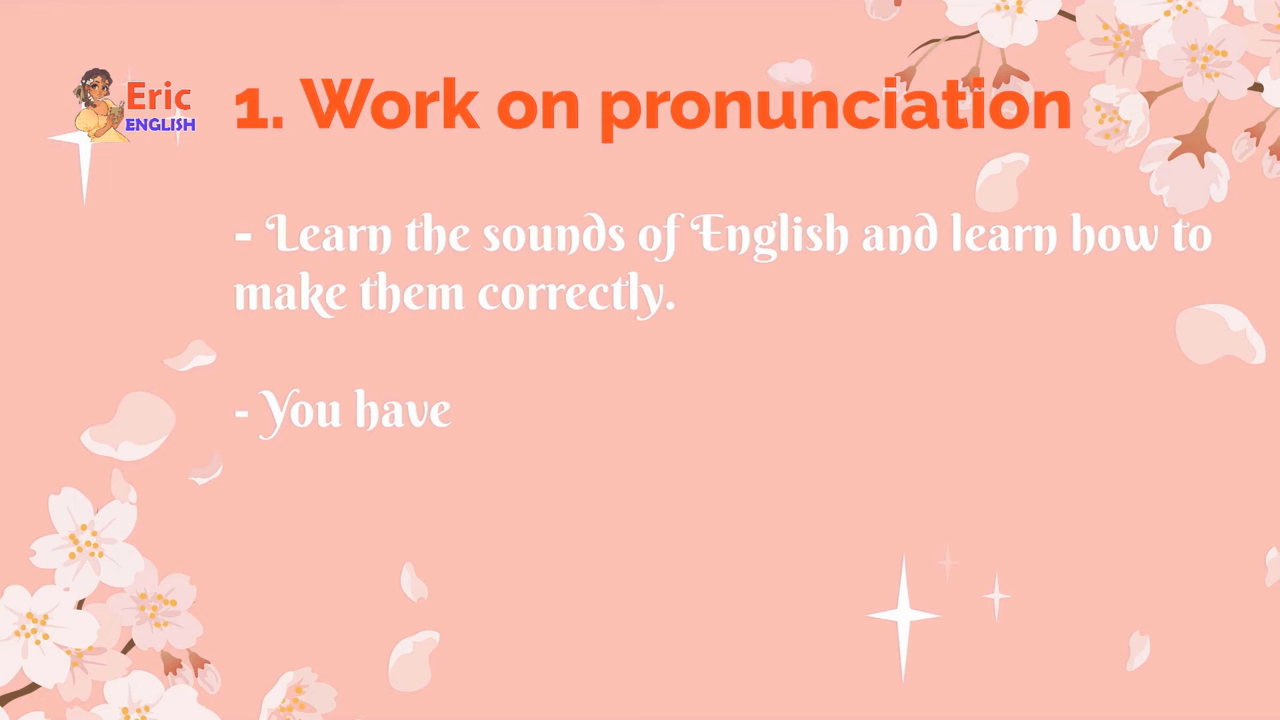 Eric
ENGLISH
1. Work on pronunciation
- Learn the sounds of English and learn how to
make them correctly.
- You have